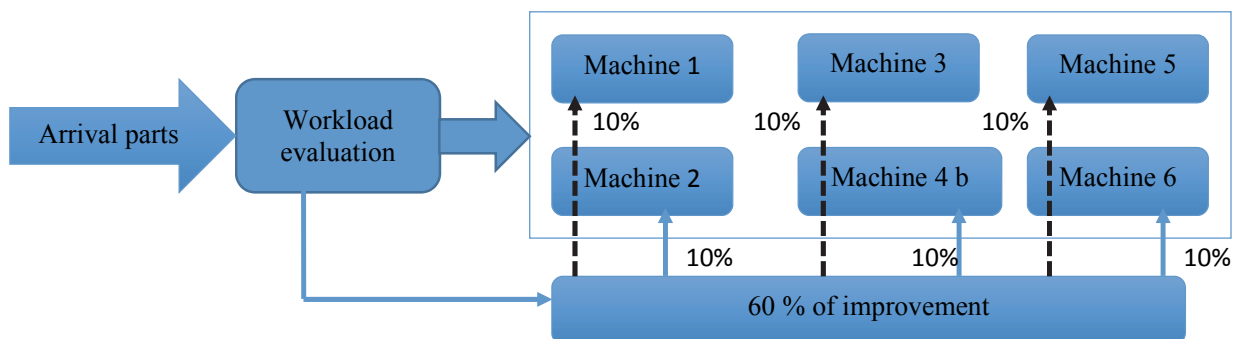 Machine 1
Machine 3
Machine 5
Arrival parts
Workload
evaluation
10%
10%
10%
Machine 2
Machine 4 b
Machine 6
10%
10%
10%
60 % of improvement